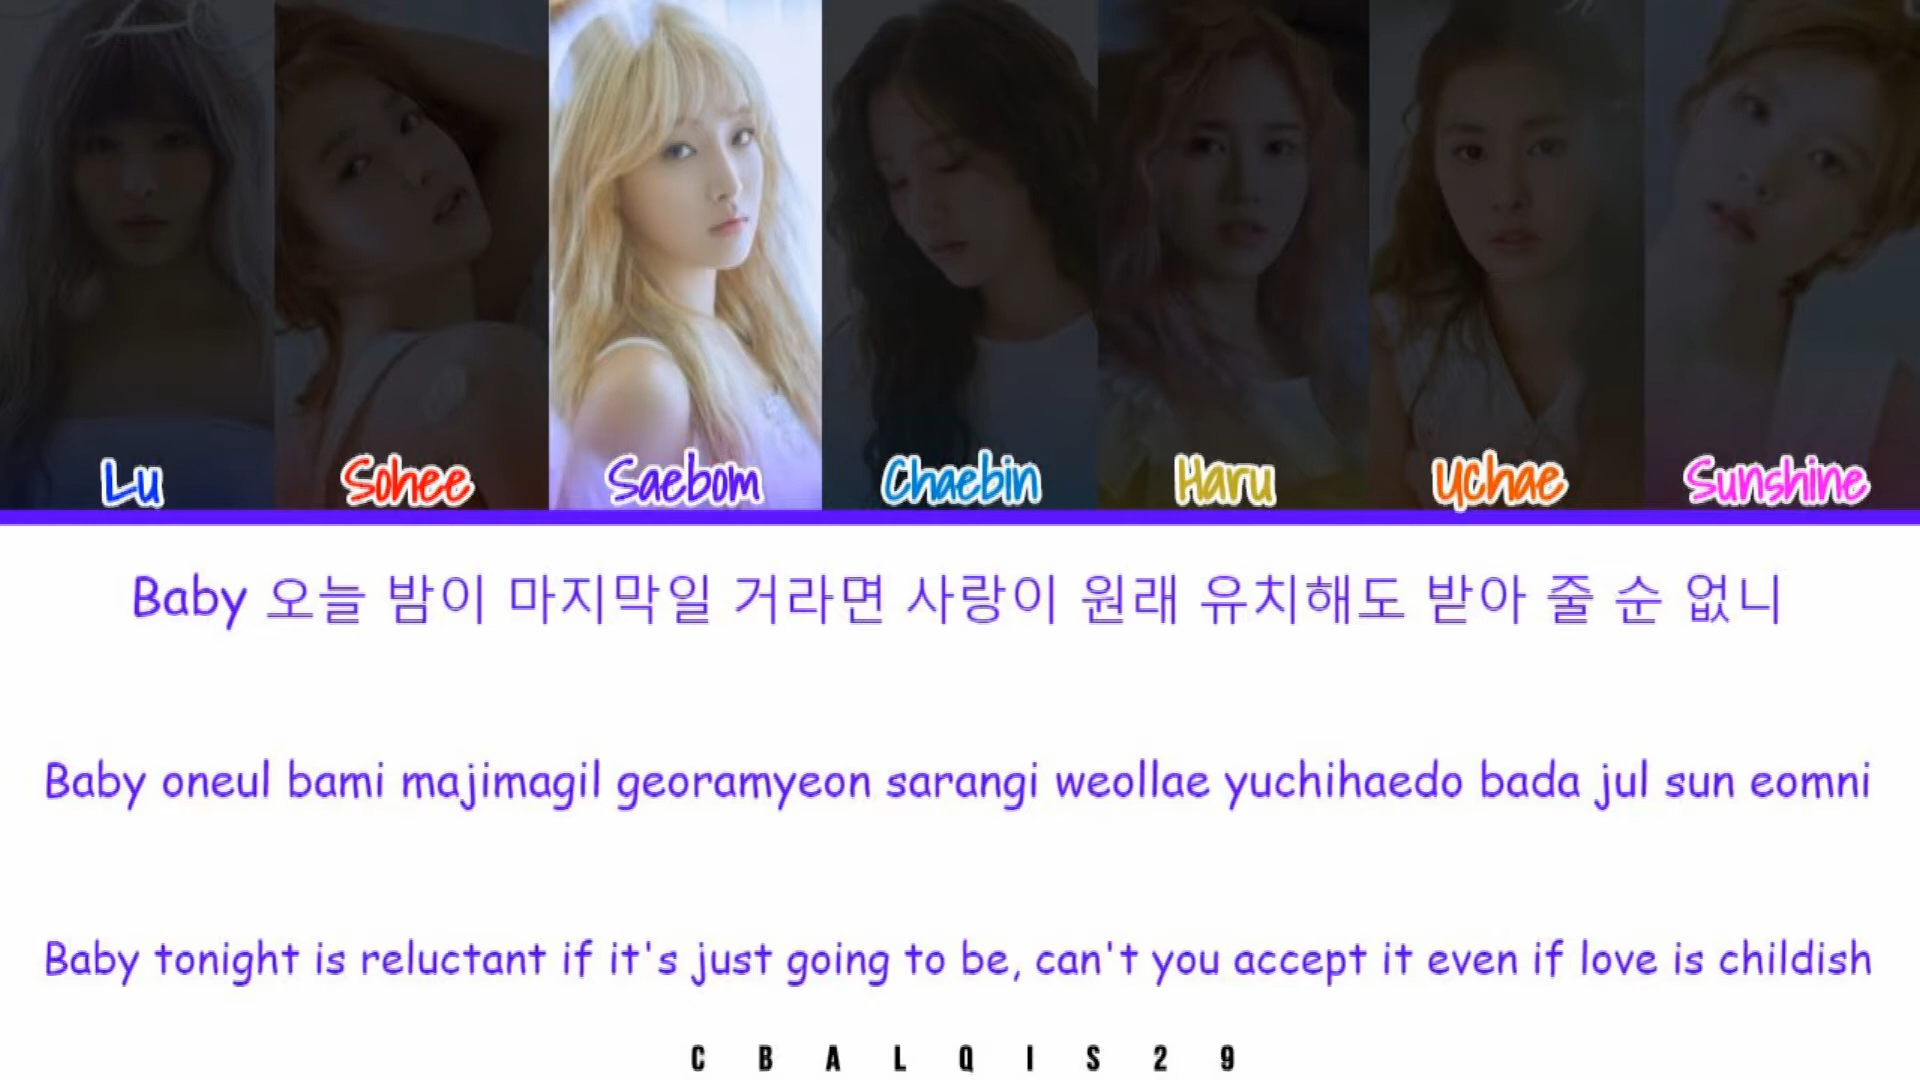 Lu Sohee Saebom Chaebin Haru YChae Sunshine
Baby 오늘 밤이 마지막일 거라면 사랑이 원래 유치해도 받아 줄 순 없니
Baby oneul bami majimagil georamyeon sarangi weollae yuchihaedo bada jul sun eomni
Baby tonight is reluctant if it's just going to be, can't you accept it even if love is childish
CBALQIS29